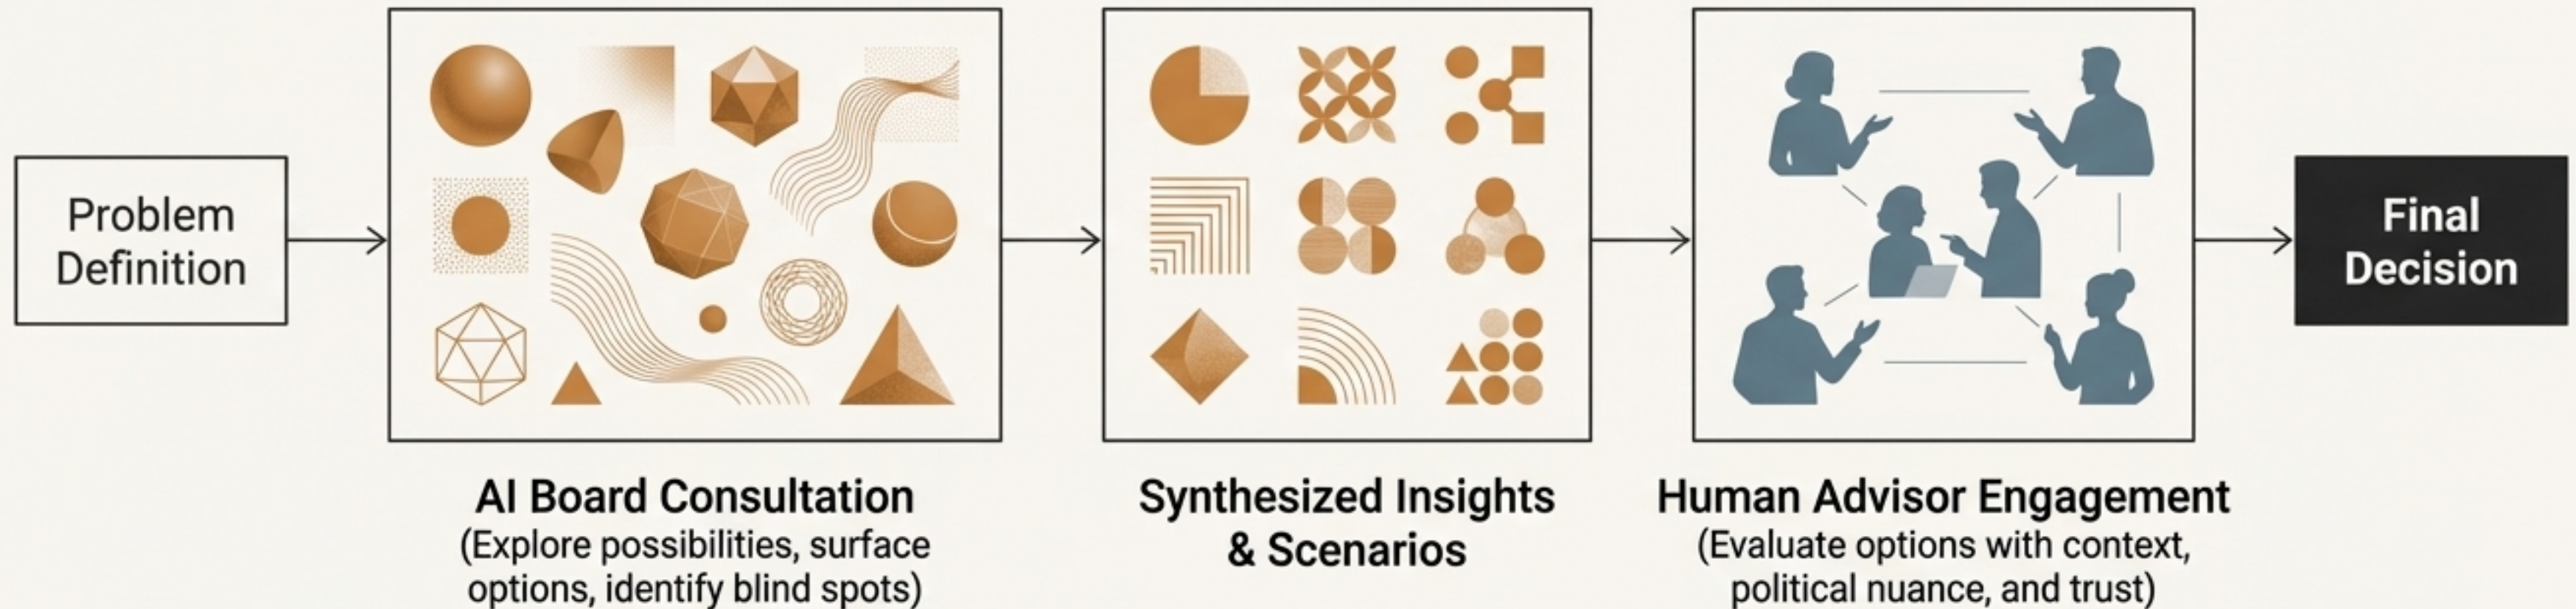 Problem
Definition
AI Board Consultation
(Explore possibilities, surface
options, identify blind spots)
Synthesized Insights
& Scenarios
Human Advisor Engagement
(Evaluate options with context,
political nuance, and trust)
Final
Decision